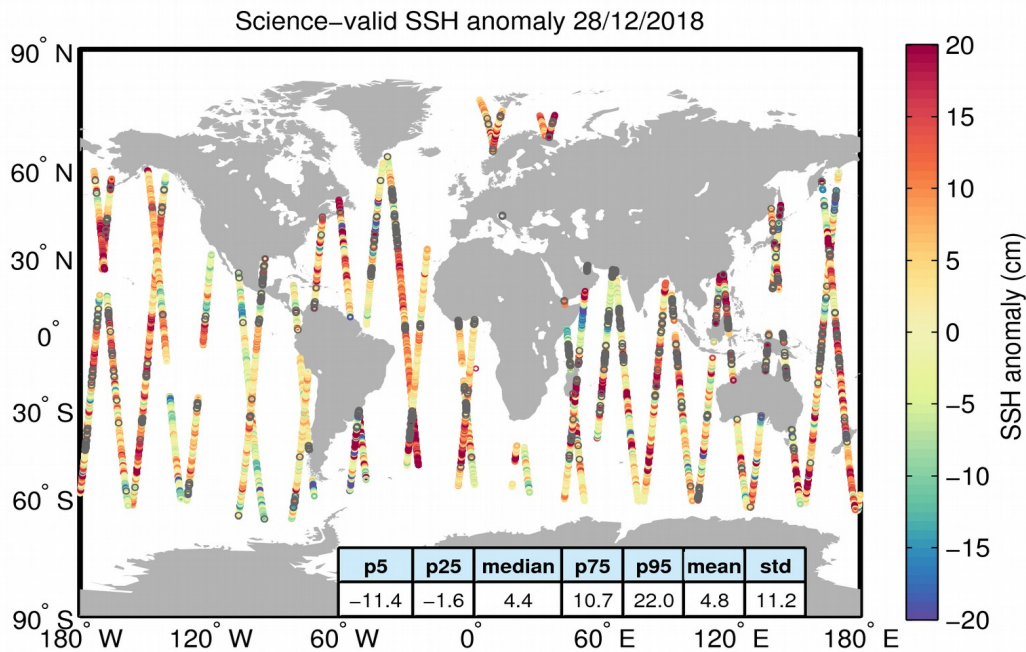 Science−valid SSH anomaly 28/12/2018
90° N
60° N
30° N
0°
30° S
60° S
90° S
180° W
120° W
60° W
0°
60° E
120° E
180° E
p5 p25 median p75 p95 mean std
−11.4 −1.6 4.4 10.7 22.0 4.8 11.2
20
15
10
5
0
−5
−10
−15
−20
SSH anomaly (cm)